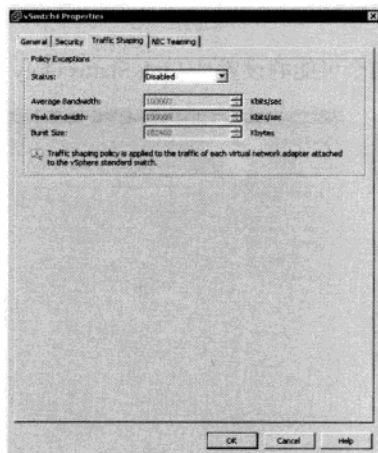 vSwitch4 Properties
General Security Traffic Shaping NIC Teaming
Policy Exceptions
Status: Disabled
Average Bandwidth: Kbits/sec
Peak Bandwidth: Kbits/sec
Burst Size: Kbytes
Traffic shaping policy is applied to the traffic of each virtual network adapter attached
to the vSphere standard switch.
OK Cancel Help